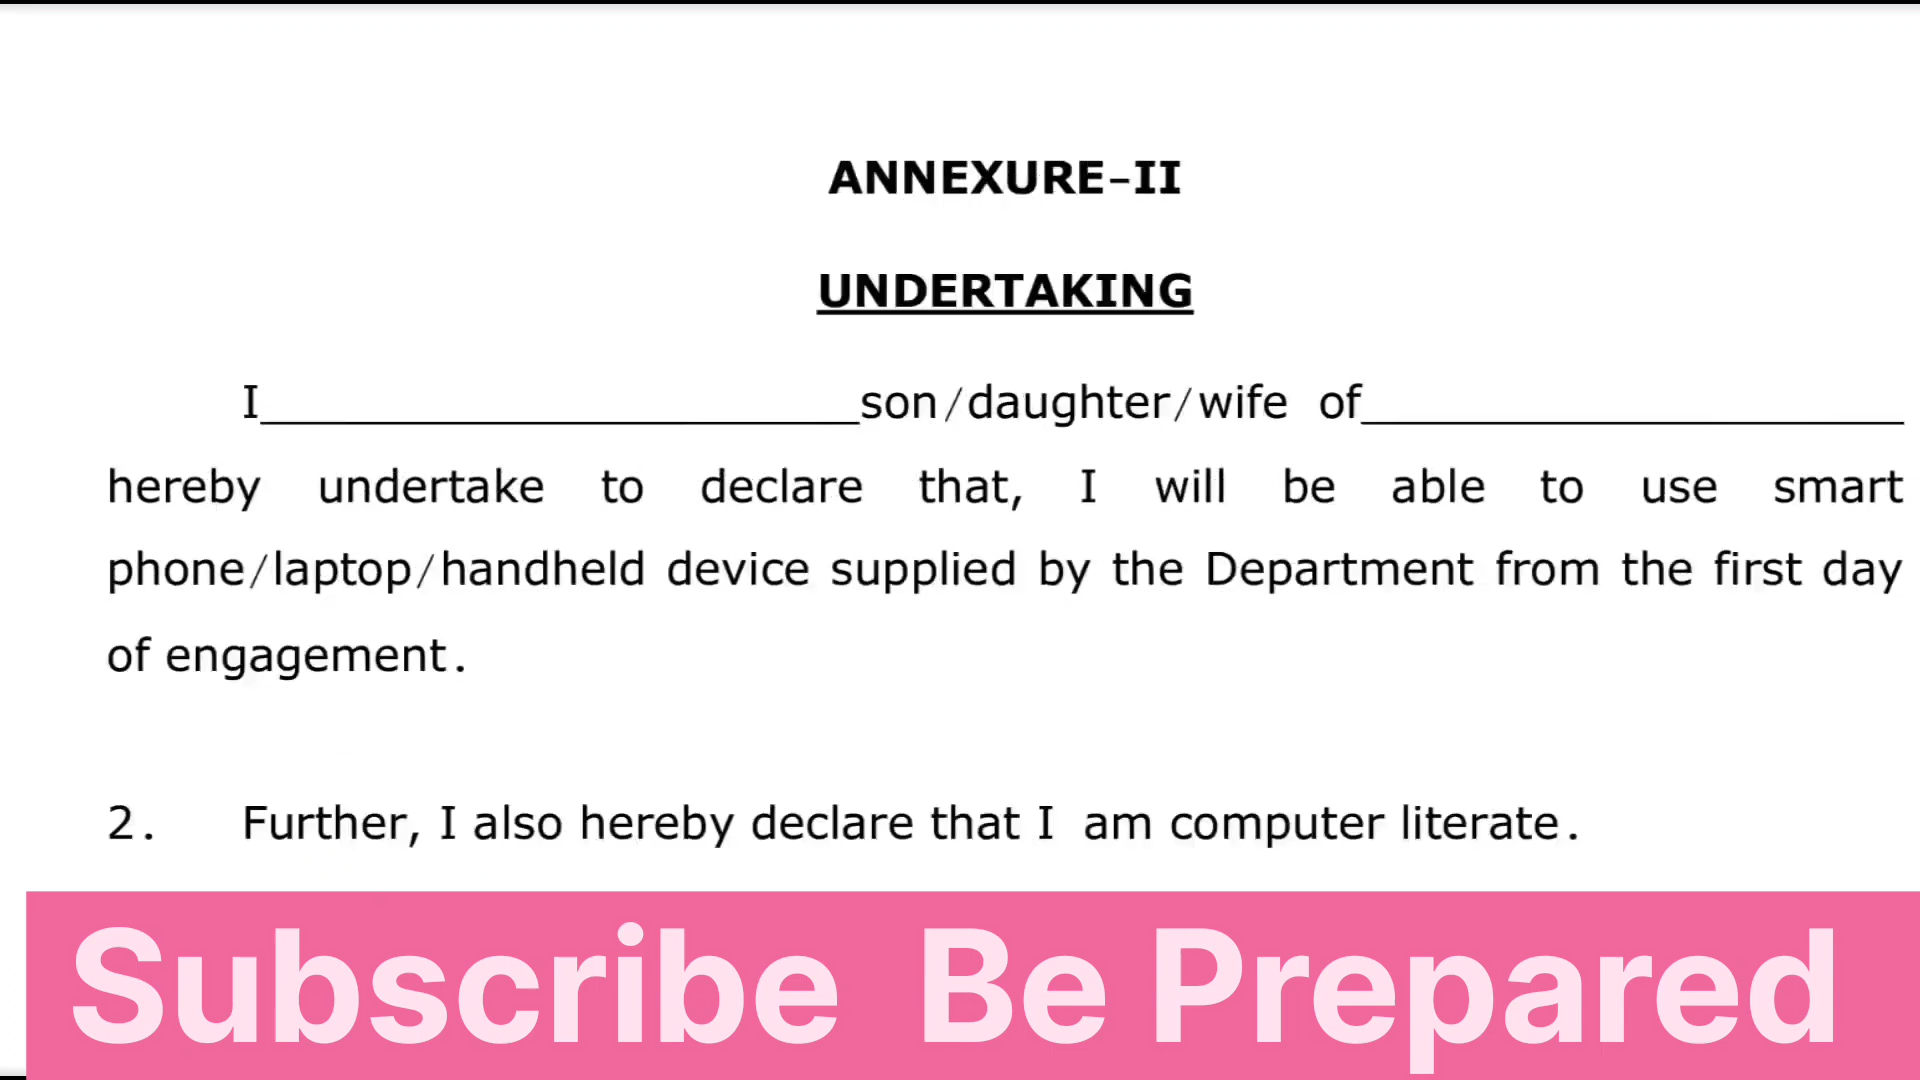 ANNEXURE–II
UNDERTAKING
I__________________________son/daughter/wife of________________________
hereby undertake to declare that, I will be able to use smart
phone/laptop/handheld device supplied by the Department from the first day
of engagement.
2. Further, I also hereby declare that I am computer literate.
Subscribe Be Prepared